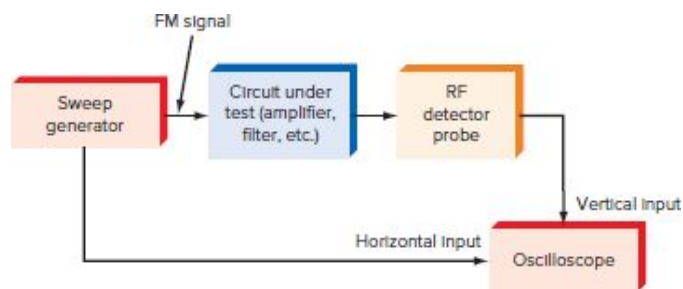 FM signal
Sweep
generator
Circuit under
test (amplifier,
filter, etc.)
RF
detector
probe
Vertical input
Horizontal input
Oscilloscope